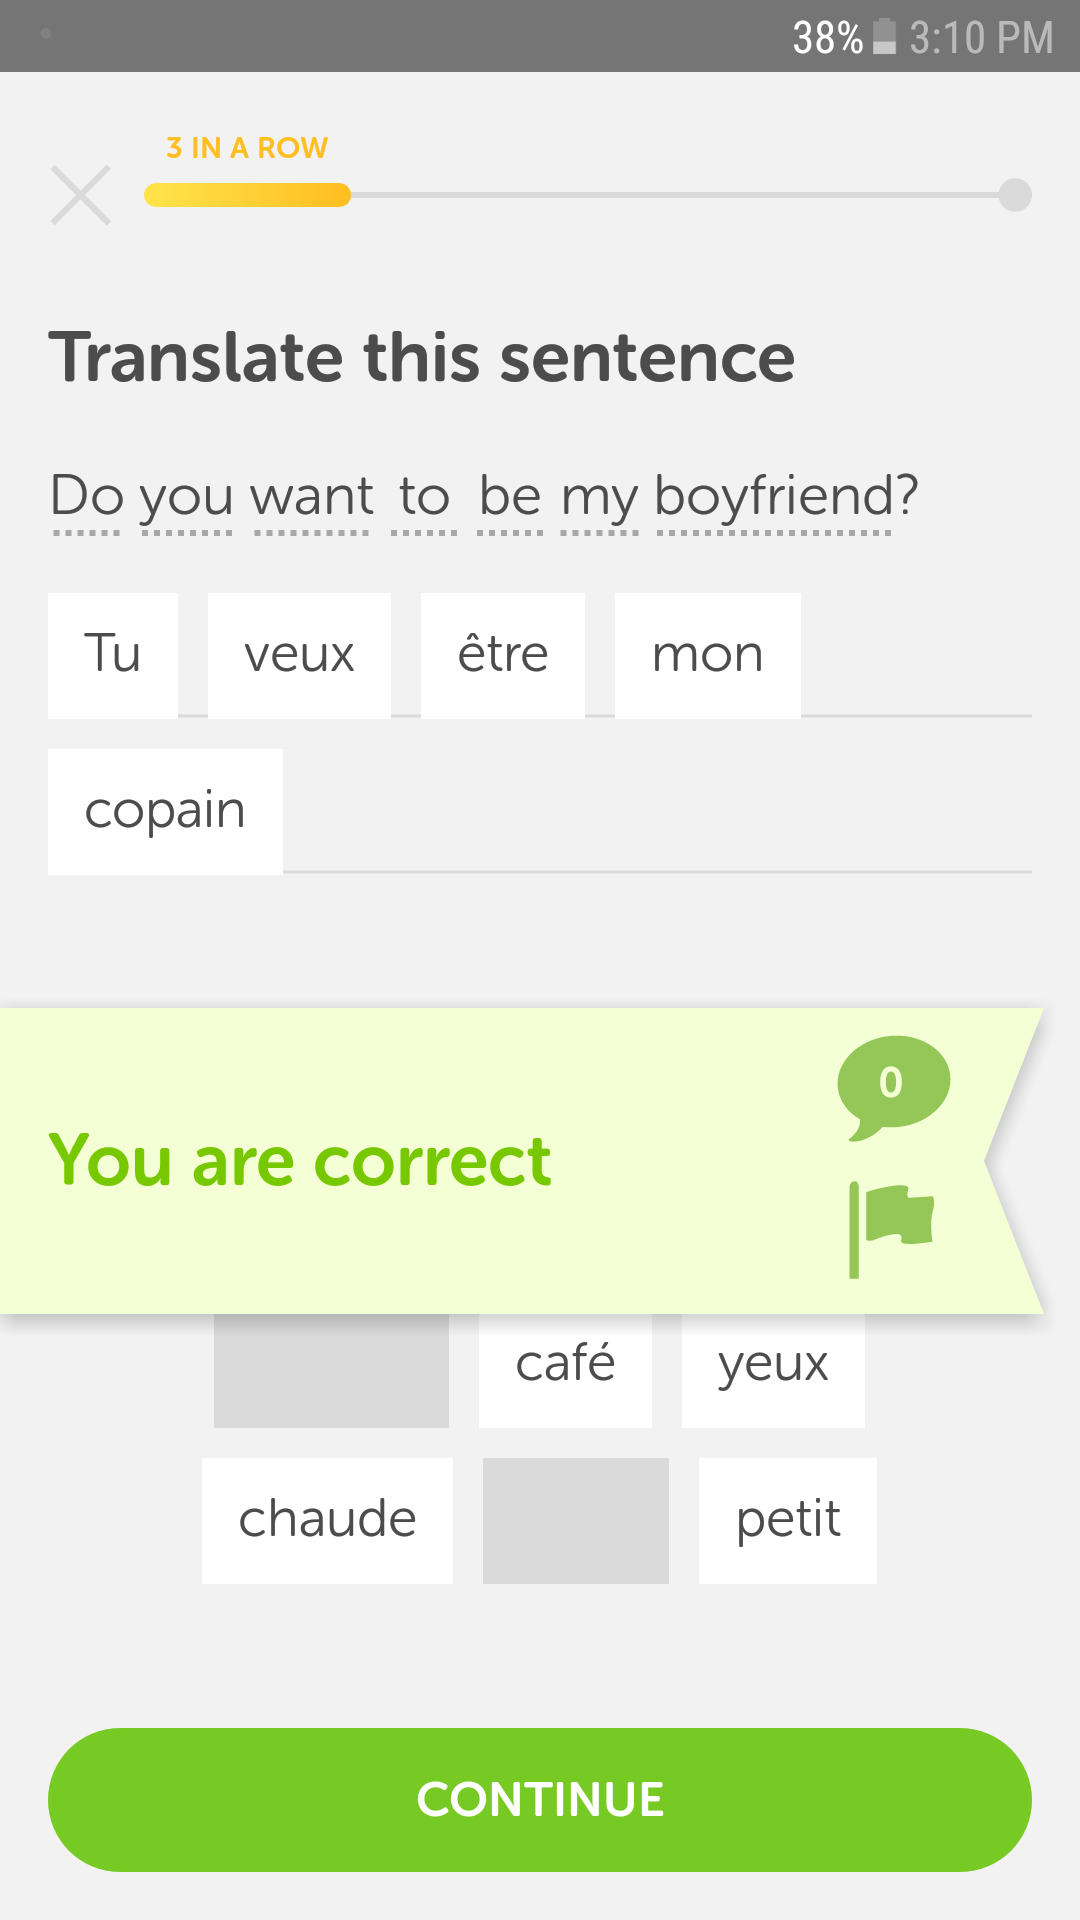 38% 3:10 PM
3 IN A ROW
Translate this sentence
Do you want to be my boyfriend?
Tu veux être mon
copain
0
You are correct
café yeux
chaude petit
CONTINUE